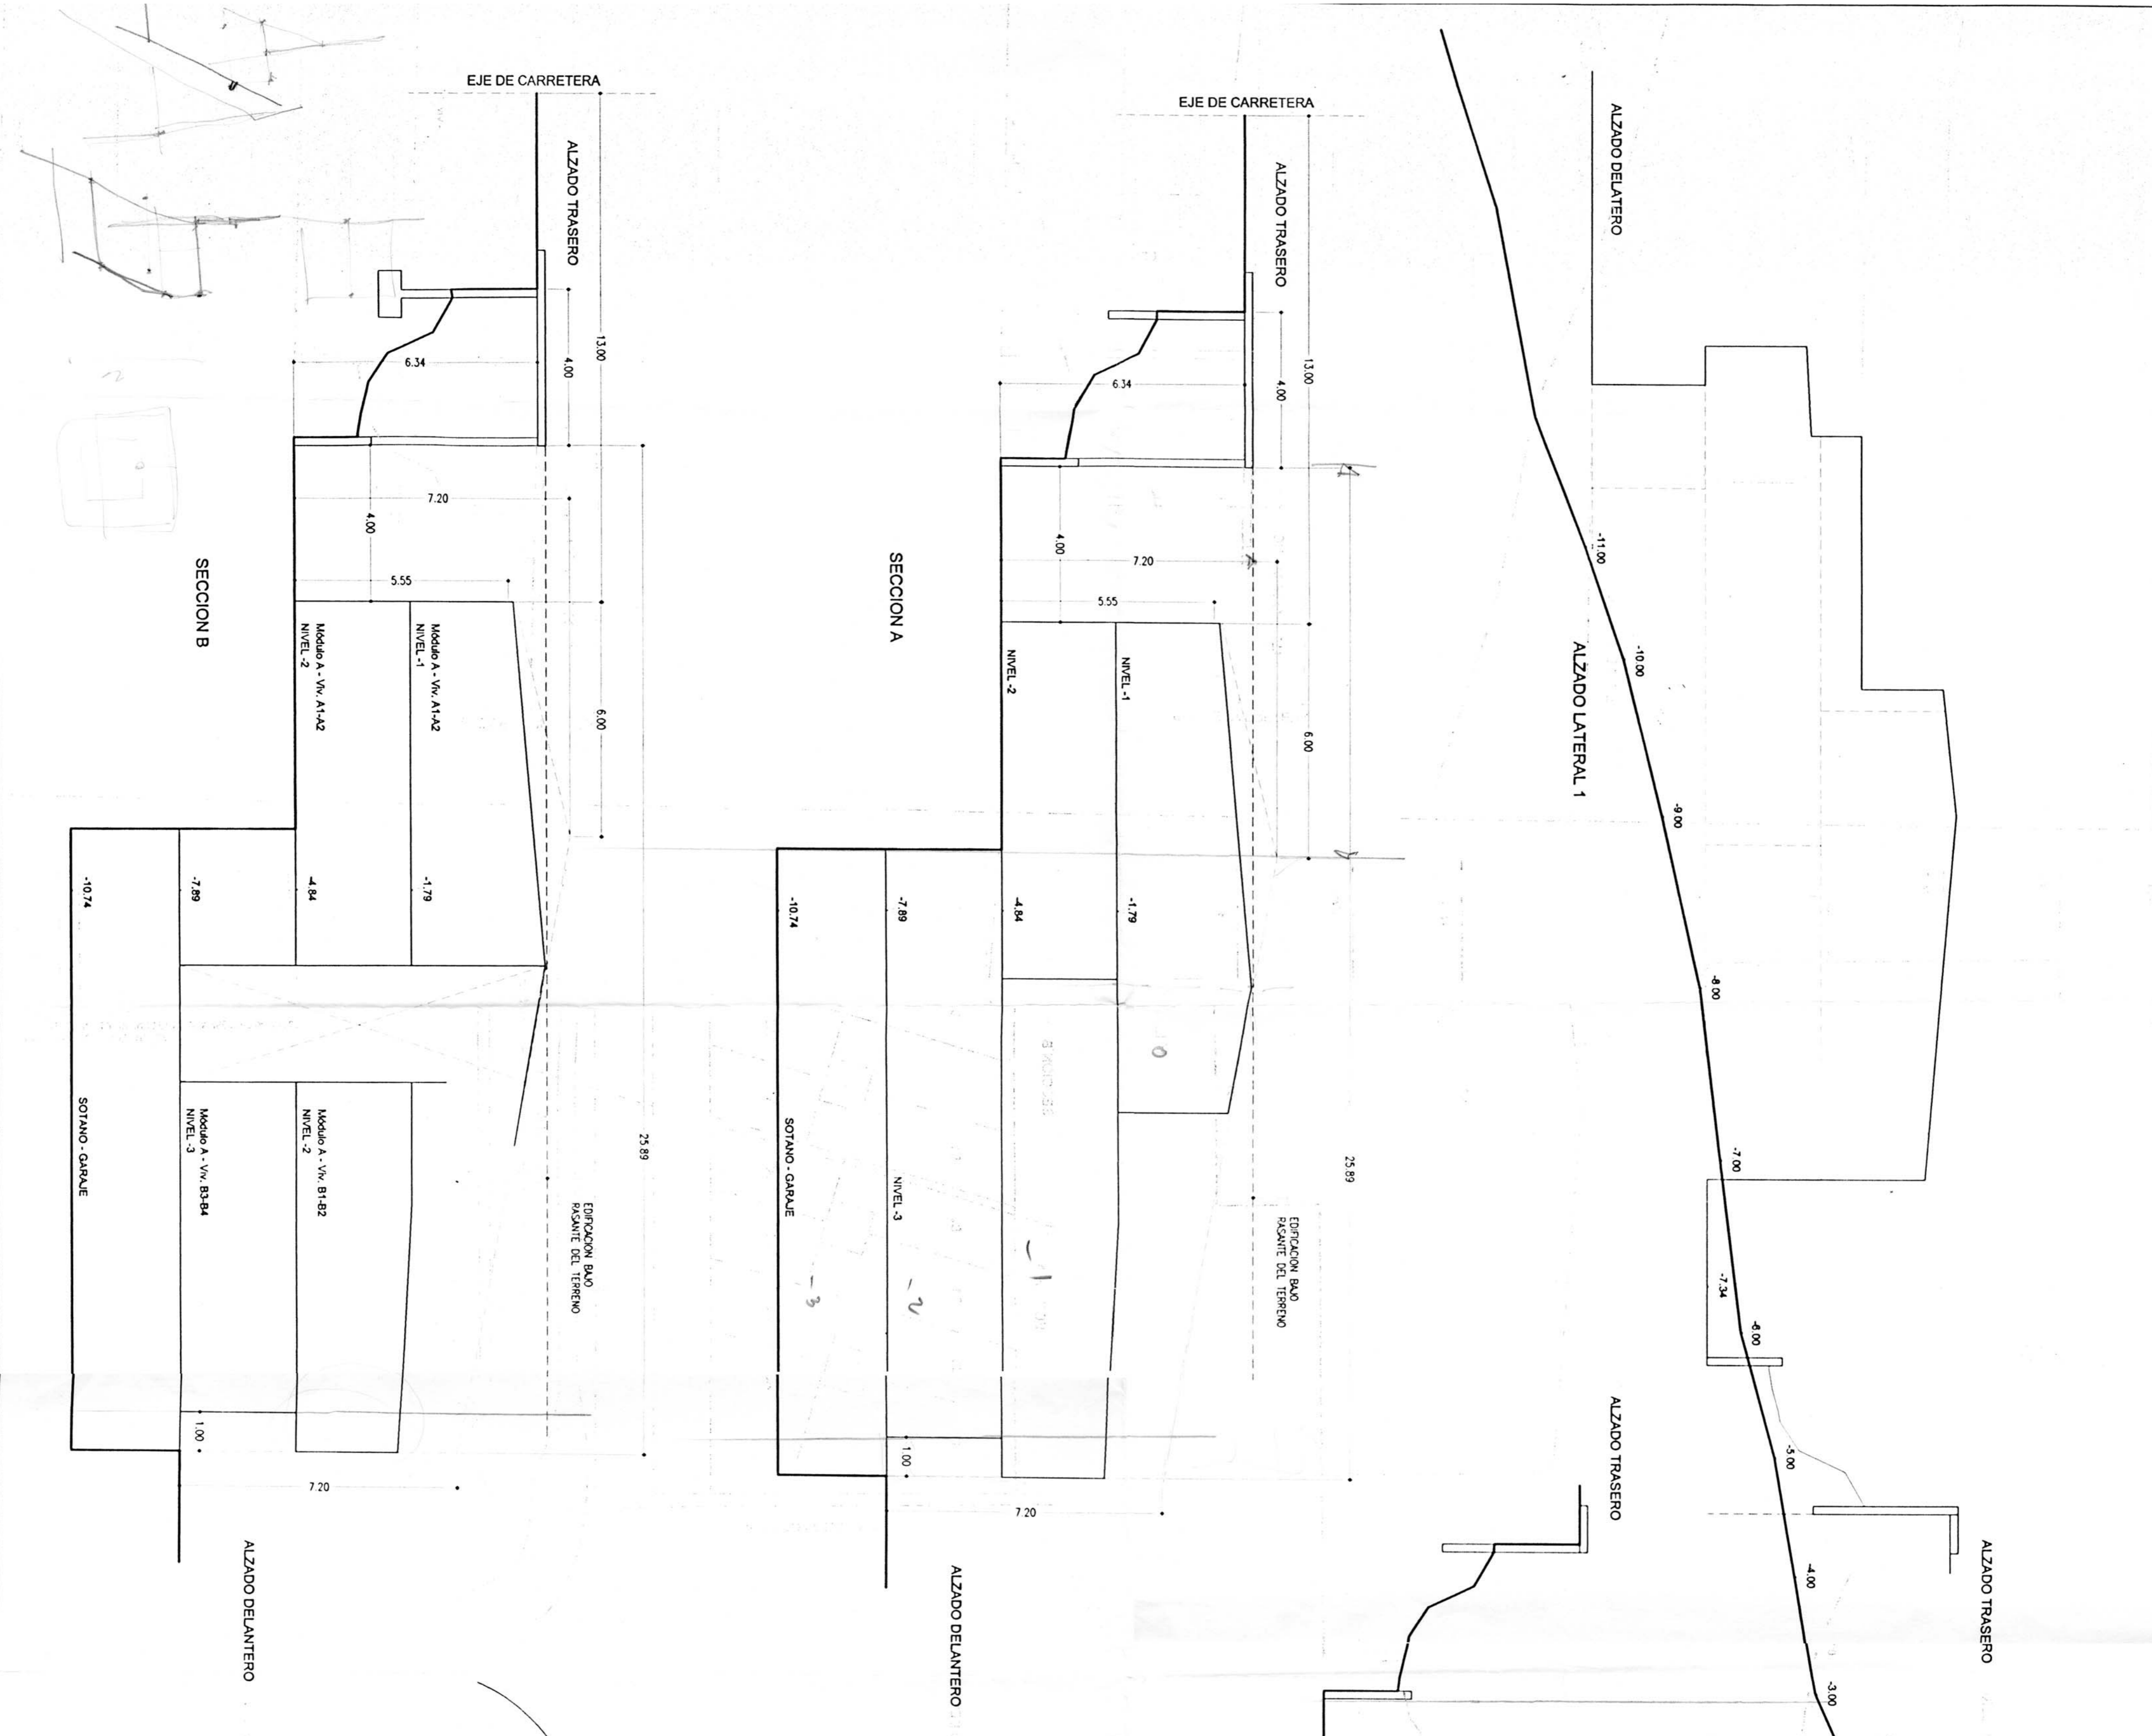 EJE DE CARRETERA
ALZADO TRASERO
13.00
4.00
6.34
7.20
4.00
5.55
6.00
Módulo A - Viv. A1-A2
NIVEL -1
Módulo A - Viv. A1-A2
NIVEL -2
-1.79
-4.84
-7.89
-10.74
25.89
EDIFICACION BAJO
RASANTE DEL TERRENO
Módulo A - Viv. B1-B2
NIVEL -2
Módulo A - Viv. B3-B4
NIVEL -3
SOTANO - GARAJE
1.00
7.20
ALZADO DELANTERO
SECCION B
EJE DE CARRETERA
ALZADO TRASERO
13.00
4.00
6.34
4.00
7.20
5.55
6.00
NIVEL -1
NIVEL -2
-1.79
-4.84
-7.89
-10.74
25.89
EDIFICACION BAJO
RASANTE DEL TERRENO
0
-1
-2
-3
NIVEL -3
SOTANO - GARAJE
1.00
7.20
ALZADO DELANTERO
SECCION A
ALZADO DELATERO
-11.00
-10.00
-9.00
-8.00
-7.00
-7.34
-6.00
-5.00
-4.00
-3.00
ALZADO TRASERO
ALZADO LATERAL 1
ALZADO TRASERO